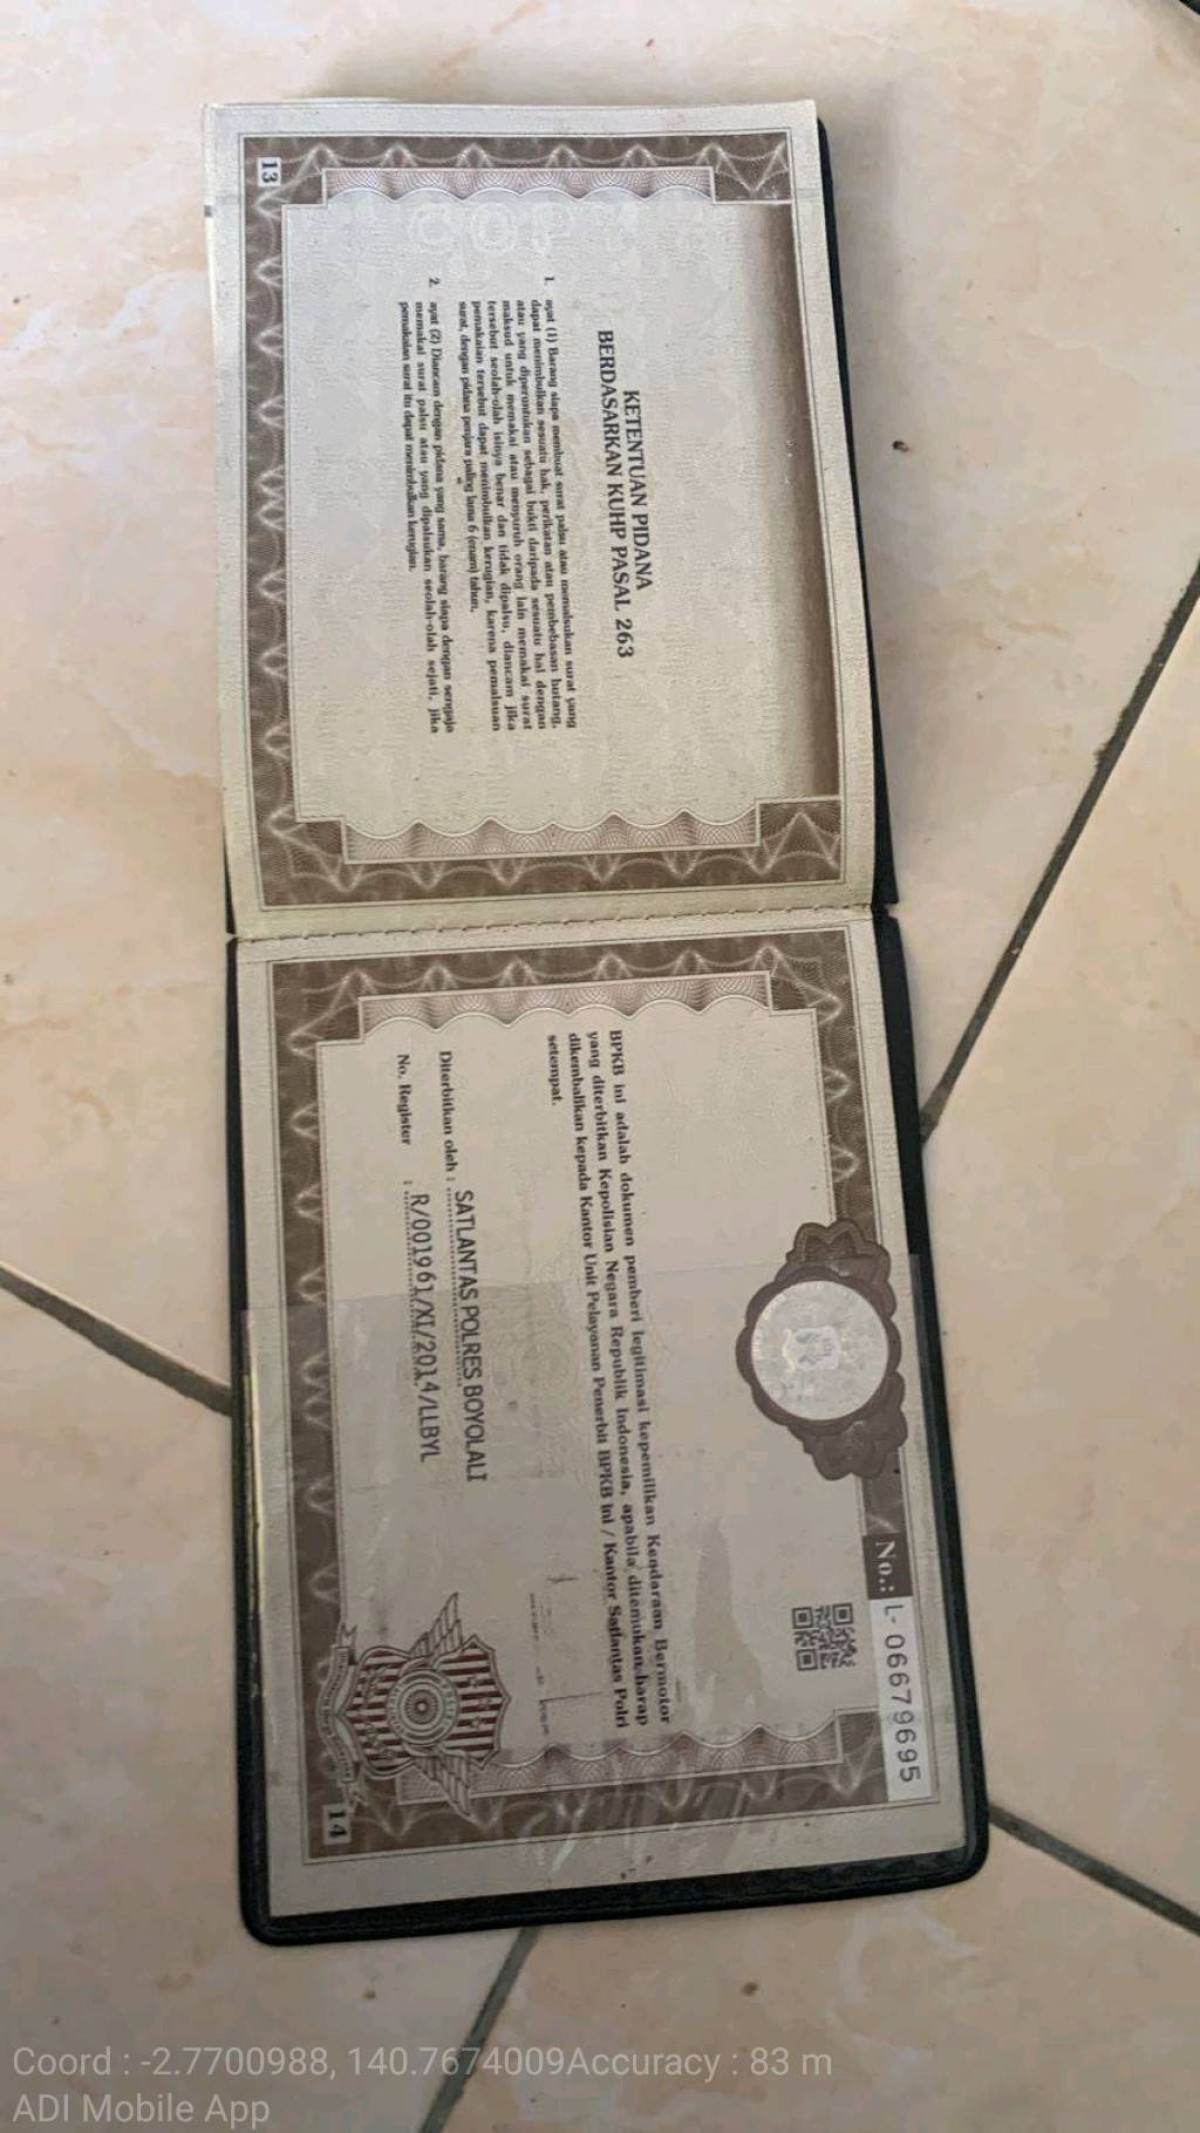 KETENTUAN PIDANA
BERDASARKAN KUHP PASAL 263
1. ayat (1) Barang siapa membuat surat palsu atau memalsukan surat yang
dapat menimbulkan sesuatu hak, perikatan atau pembebasan hutang,
atau yang diperuntukan sebagai bukti daripada sesuatu hal dengan
maksud untuk memakai atau menyuruh orang lain memakai surat
tersebut seolah-olah isinya benar dan tidak dipalsu, diancam jika
pemakaian tersebut dapat menimbulkan kerugian, karena pemalsuan
surat, dengan pidana penjara paling lama 6 (enam) tahun.
2. ayat (2) Diancam dengan pidana yang sama, barang siapa dengan sengaja
memakai surat palsu atau yang dipalsukan seolah-olah sejati, jika
pemakaian surat itu dapat menimbulkan kerugian.
13
No.: L-06679695
BPKB ini adalah dokumen pemberi legitimasi kepemilikan Kendaraan Bermotor
yang diterbitkan Kepolisian Negara Republik Indonesia, apabila ditemukan harap
dikembalikan kepada Kantor Unit Pelayanan Penerbit BPKB ini / Kantor Satlantas Polri
setempat.
Diterbitkan oleh : SATLANTAS POLRES BOYOLALI
No. Register : R/001961/XI/2014/LLBYL
14
Coord : -2.7700988, 140.7674009Accuracy : 83 m
ADI Mobile App